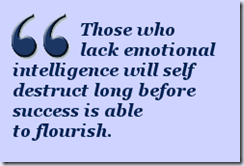 “ Those who
lack emotional
intelligence will self
destruct long before
success is able
to flourish.